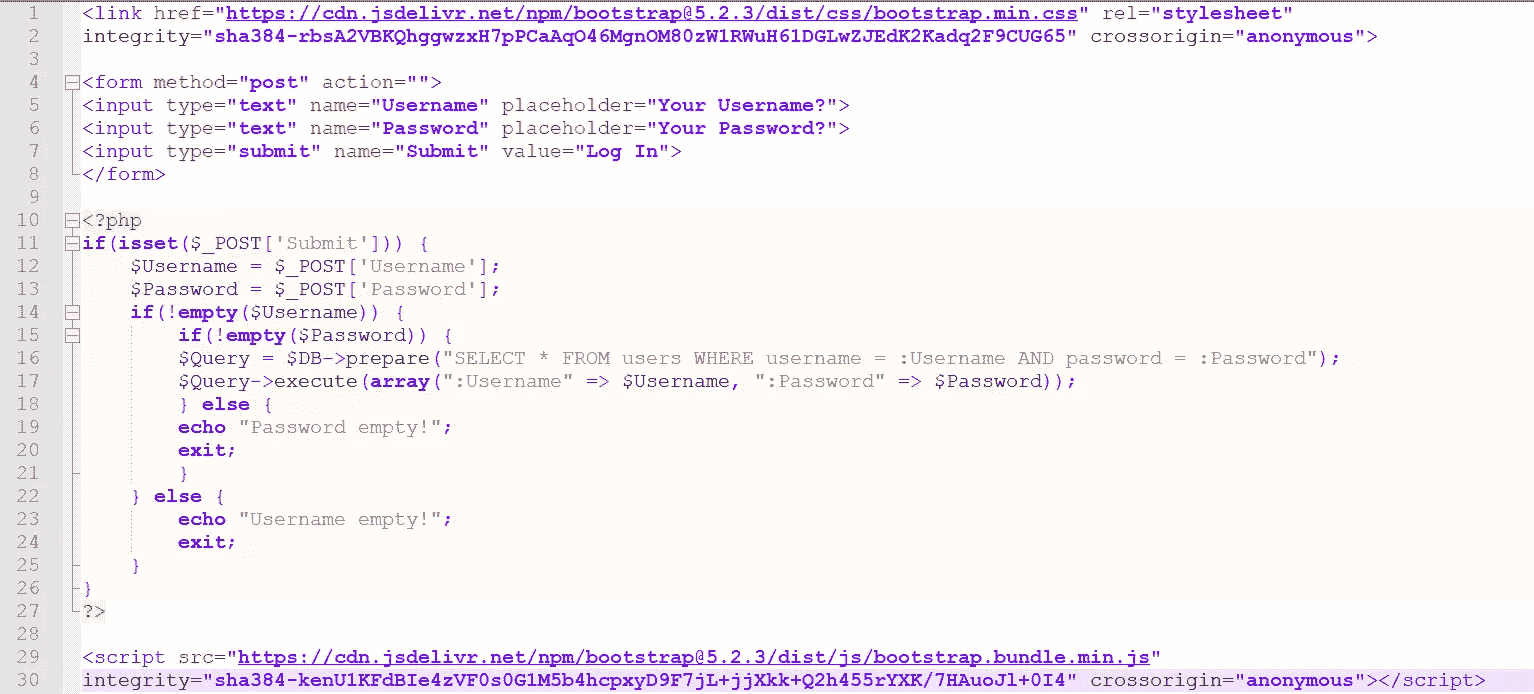 1 <link href="https://cdn.jsdelivr.net/npm/bootstrap@5.2.3/dist/css/bootstrap.min.css" rel="stylesheet"
2 integrity="sha384-rbsA2VBKQhggwzxH7pPCaAqO46MgnOM80zW1RWuH61DGLwZJEdK2Kadq2F9CUG65" crossorigin="anonymous">
3
4 <form method="post" action="">
5 <input type="text" name="Username" placeholder="Your Username?">
6 <input type="text" name="Password" placeholder="Your Password?">
7 <input type="submit" name="Submit" value="Log In">
8 </form>
9
10 <?php
11 if(isset($_POST['Submit'])) {
12     $Username = $_POST['Username'];
13     $Password = $_POST['Password'];
14     if(!empty($Username)) {
15         if(!empty($Password)) {
16         $Query = $DB->prepare("SELECT * FROM users WHERE username = :Username AND password = :Password");
17         $Query->execute(array(":Username" => $Username, ":Password" => $Password));
18         } else {
19         echo "Password empty!";
20         exit;
21         }
22     } else {
23         echo "Username empty!";
24         exit;
25     }
26 }
27 ?>
28
29 <script src="https://cdn.jsdelivr.net/npm/bootstrap@5.2.3/dist/js/bootstrap.bundle.min.js"
30 integrity="sha384-kenU1KFdBIe4zVF0s0G1M5b4hcpxyD9F7jL+jjXkk+Q2h455rYXK/7HAuoJl+0I4" crossorigin="anonymous"></script>